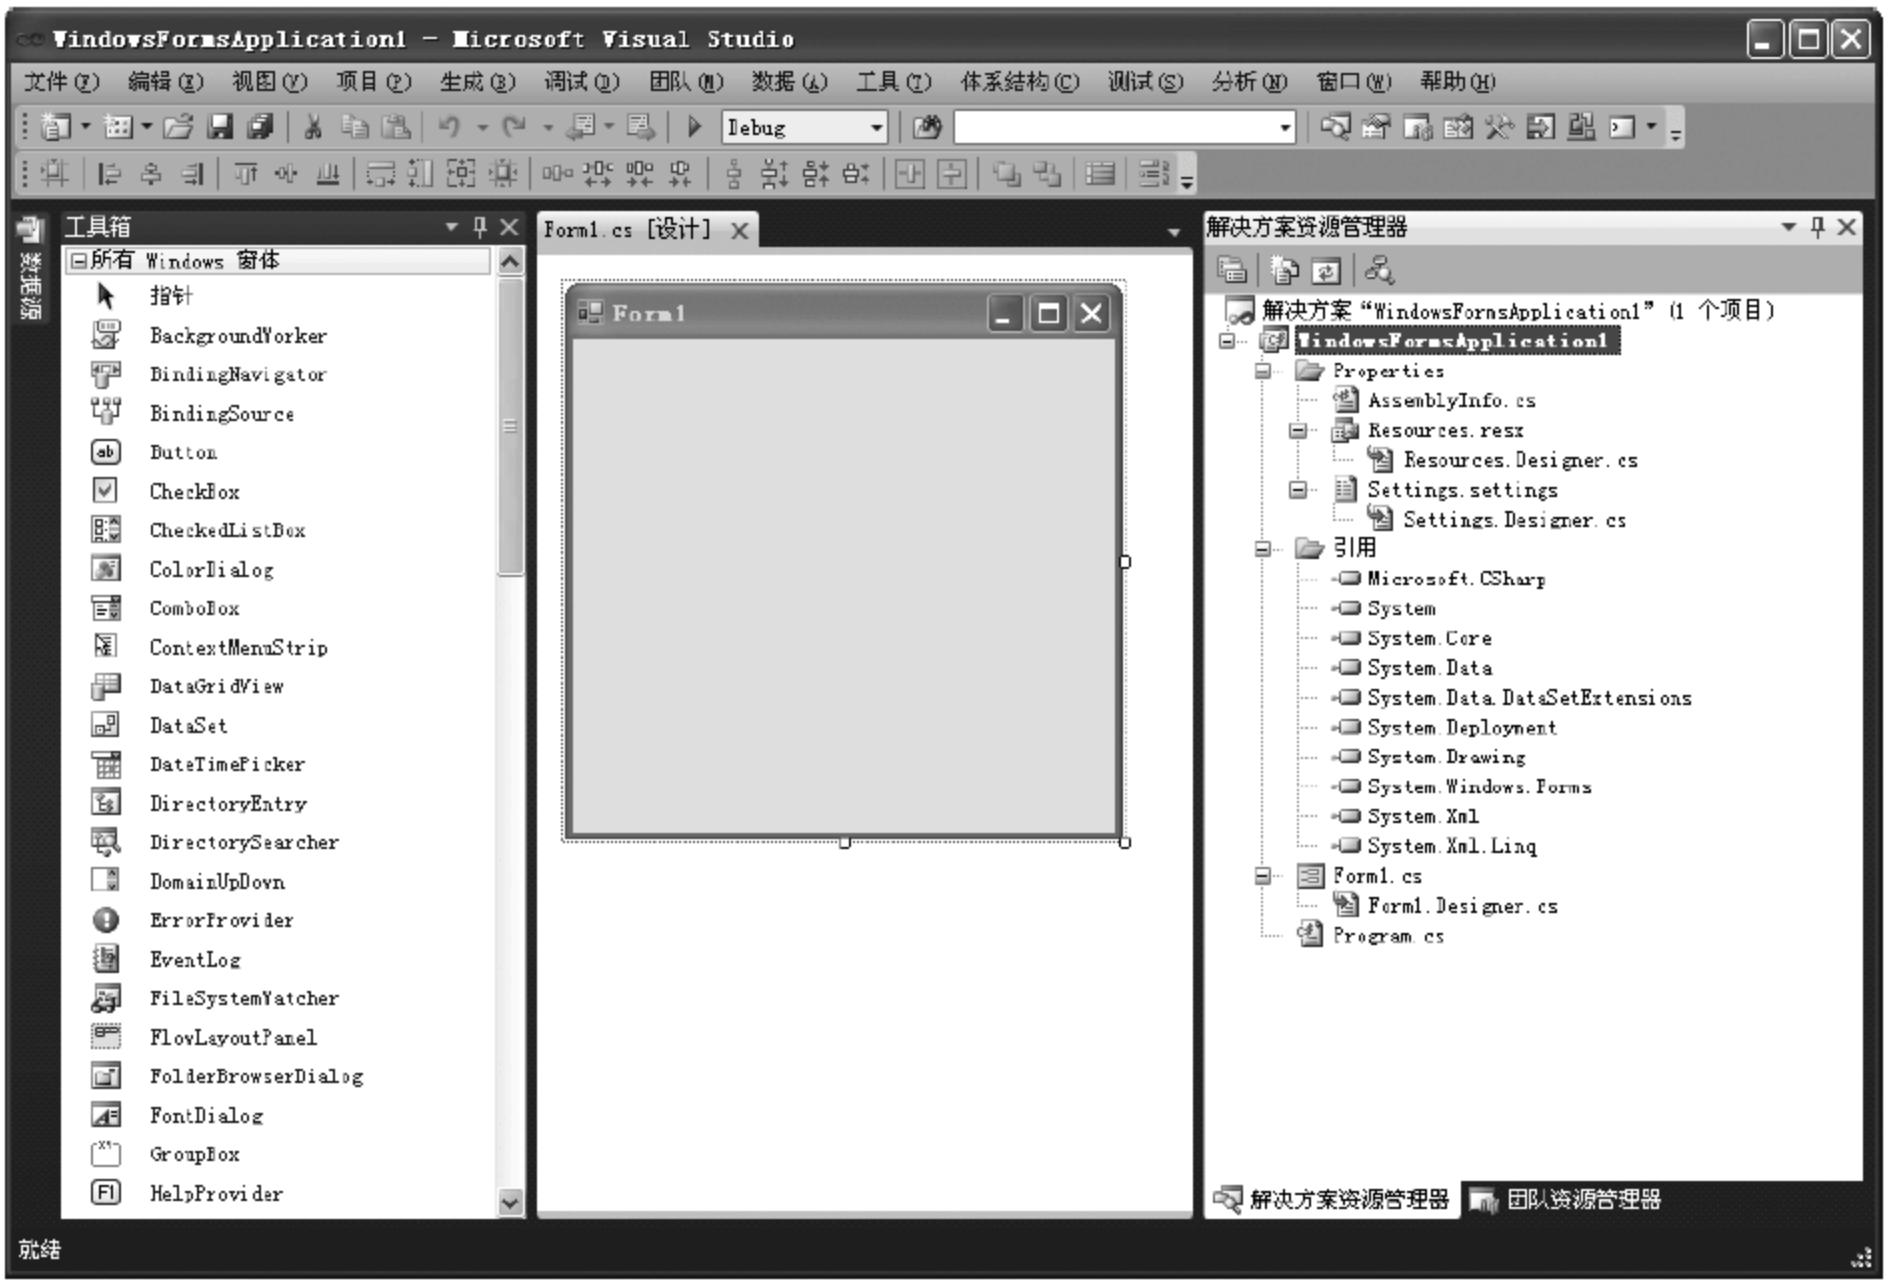 WindowsFormsApplication1 - Microsoft Visual Studio
文件(F) 编辑(E) 视图(V) 项目(P) 生成(B) 调试(D) 团队(M) 数据(A) 工具(T) 体系结构(C) 测试(S) 分析(N) 窗口(W) 帮助(H)
Debug
数据源
工具箱
所有 Windows 窗体
指针
BackgroundWorker
BindingNavigator
BindingSource
Button
CheckBox
CheckedListBox
ColorDialog
ComboBox
ContextMenuStrip
DataGridView
DataSet
DateTimePicker
DirectoryEntry
DirectorySearcher
DomainUpDown
ErrorProvider
EventLog
FileSystemWatcher
FlowLayoutPanel
FolderBrowserDialog
FontDialog
GroupBox
HelpProvider
Form1.cs [设计]
Form1
解决方案资源管理器
解决方案“WindowsFormsApplication1”(1 个项目)
WindowsFormsApplication1
Properties
AssemblyInfo.cs
Resources.resx
Resources.Designer.cs
Settings.settings
Settings.Designer.cs
引用
Microsoft.CSharp
System
System.Core
System.Data
System.Data.DataSetExtensions
System.Deployment
System.Drawing
System.Windows.Forms
System.Xml
System.Xml.Linq
Form1.cs
Form1.Designer.cs
Program.cs
解决方案资源管理器 团队资源管理器
就绪